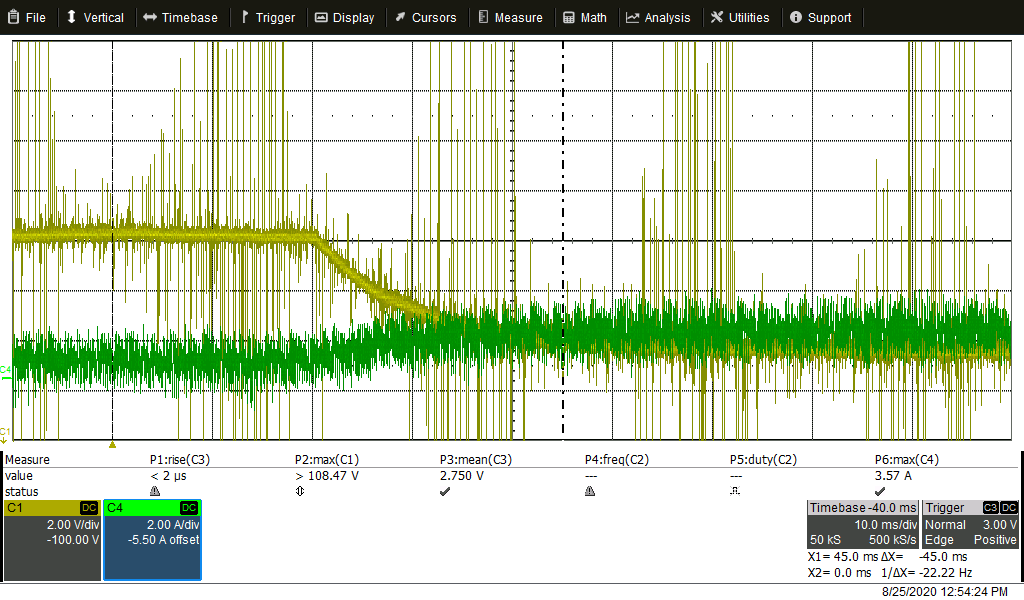 File Vertical Timebase Trigger Display Cursors Measure Math Analysis Utilities Support
C4
C1
Measure P1:rise(C3) P2:max(C1) P3:mean(C3) P4:freq(C2) P5:duty(C2) P6:max(C4)
value < 2 µs > 108.47 V 2.750 V --- --- 3.57 A
status
C1 DC C4 DC Timebase -40.0 ms Trigger C3 DC
2.00 V/div 2.00 A/div 10.0 ms/div Normal 3.00 V
-100.00 V -5.50 A offset 50 kS 500 kS/s Edge Positive
X1= 45.0 ms ΔX= -45.0 ms
X2= 0.0 ms 1/ΔX= -22.22 Hz
8/25/2020 12:54:24 PM